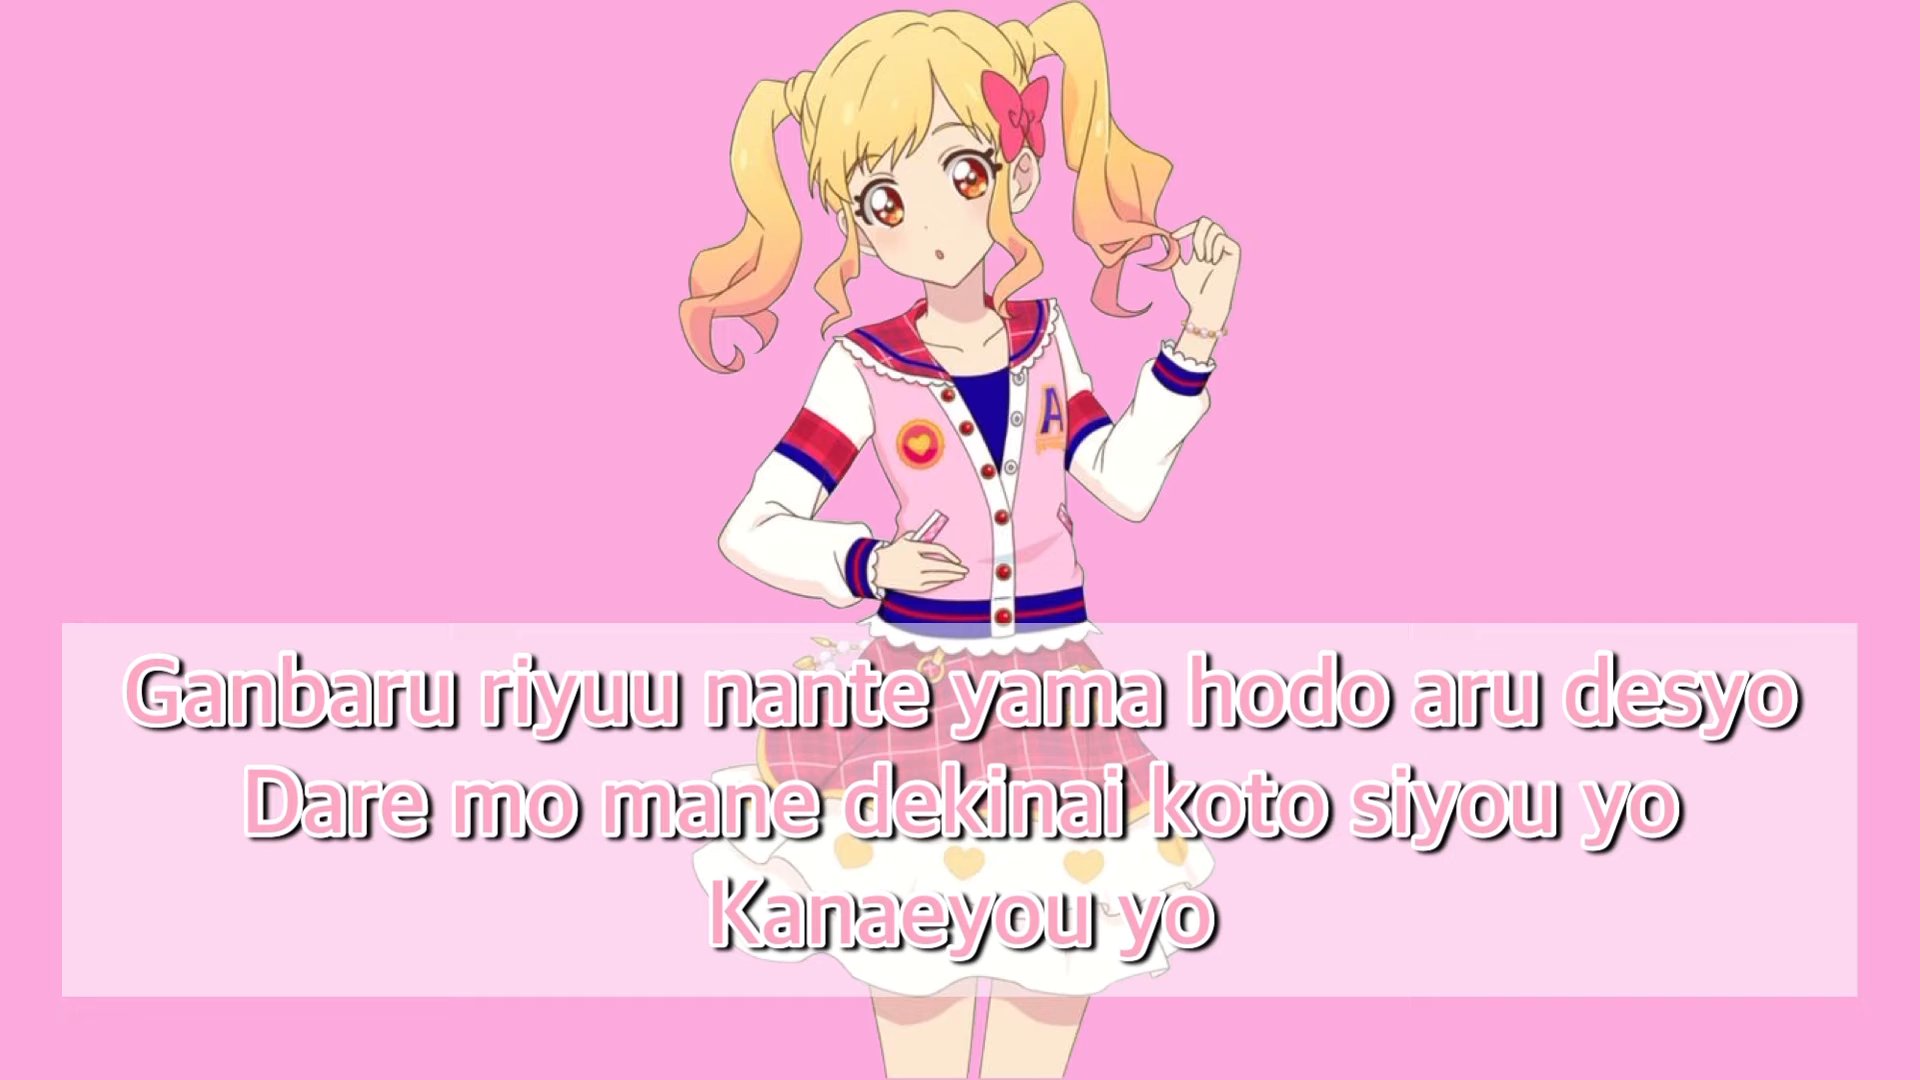 A
Ganbaru riyuu nante yama hodo aru desyo
Dare mo mane dekinai koto siyou yo
Kanaeyou yo